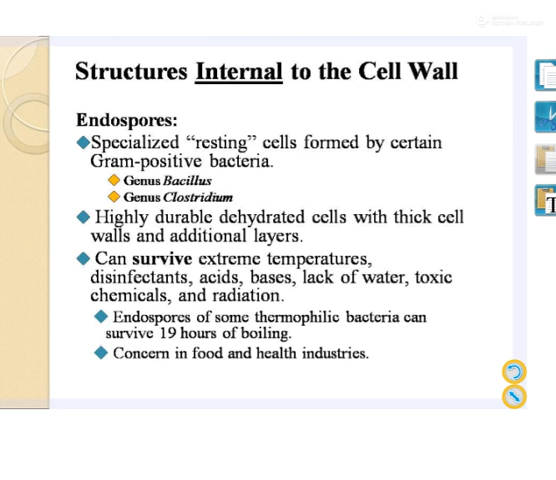 Structures Internal to the Cell Wall
Endospores:
Specialized “resting” cells formed by certain
Gram-positive bacteria.
Genus Bacillus
Genus Clostridium
Highly durable dehydrated cells with thick cell
walls and additional layers.
Can survive extreme temperatures,
disinfectants, acids, bases, lack of water, toxic
chemicals, and radiation.
Endospores of some thermophilic bacteria can
survive 19 hours of boiling.
Concern in food and health industries.
T